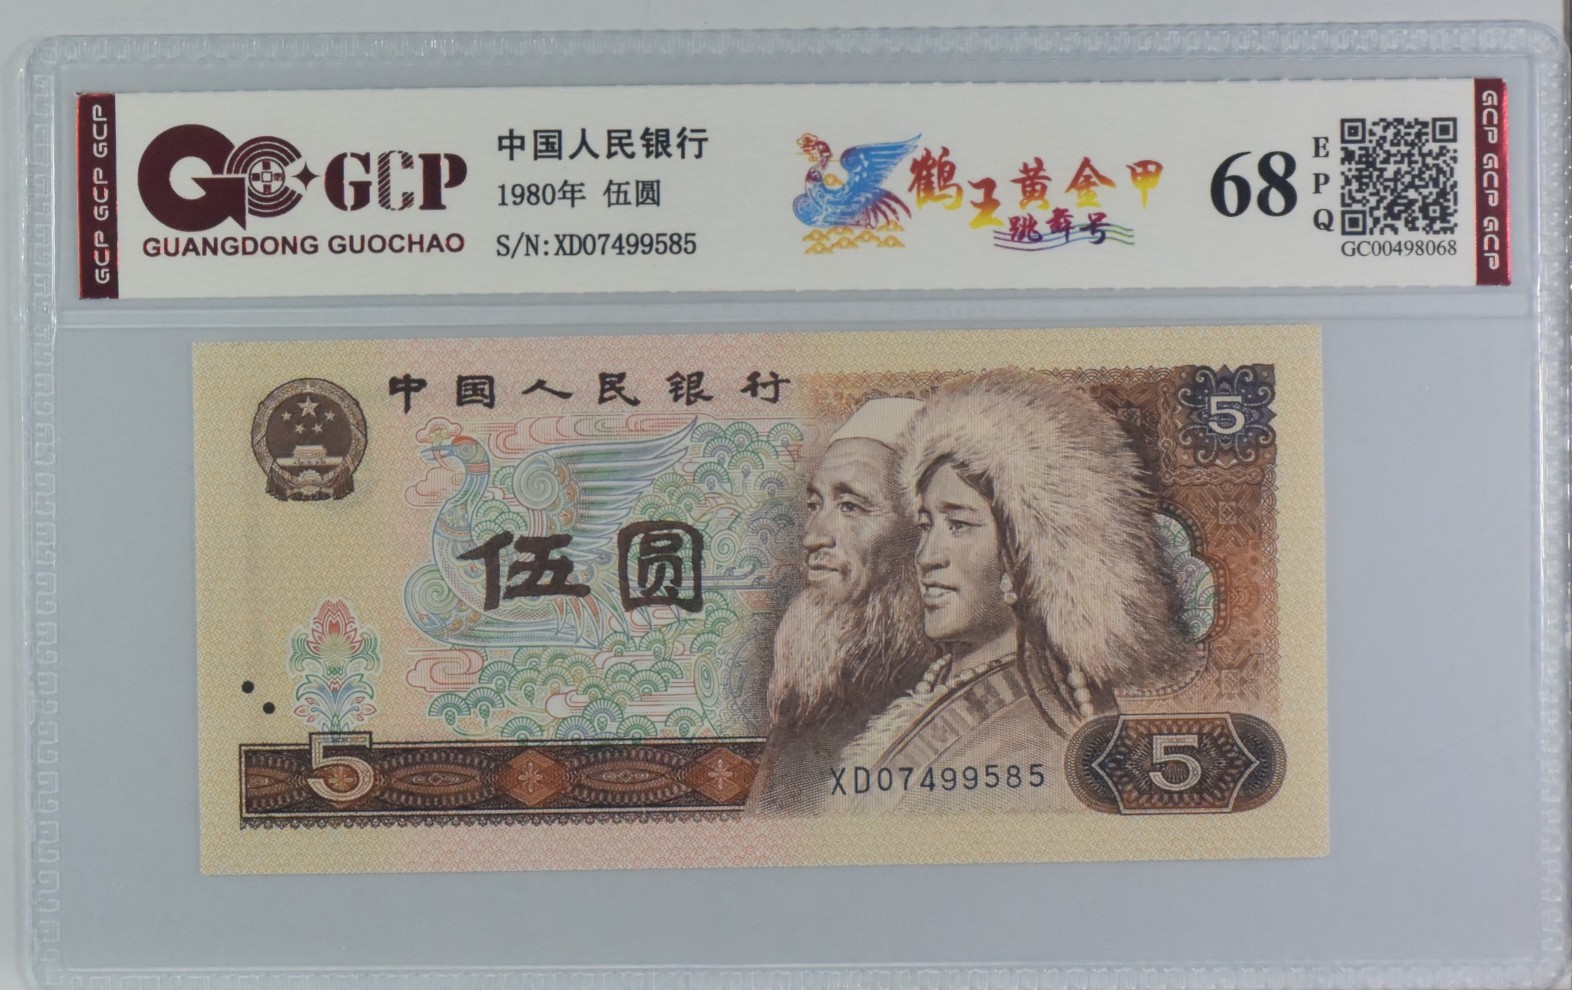 GCP GCP GCP
GCP
GUANGDONG GUOCHAO
中国人民银行
1980年 伍圆
S/N:XD07499585
鹤王黄金甲
跳舞号
68
EPQ
GC00498068
GCP GCP GCP
中国人民银行
5
伍圆
XD07499585
5
5